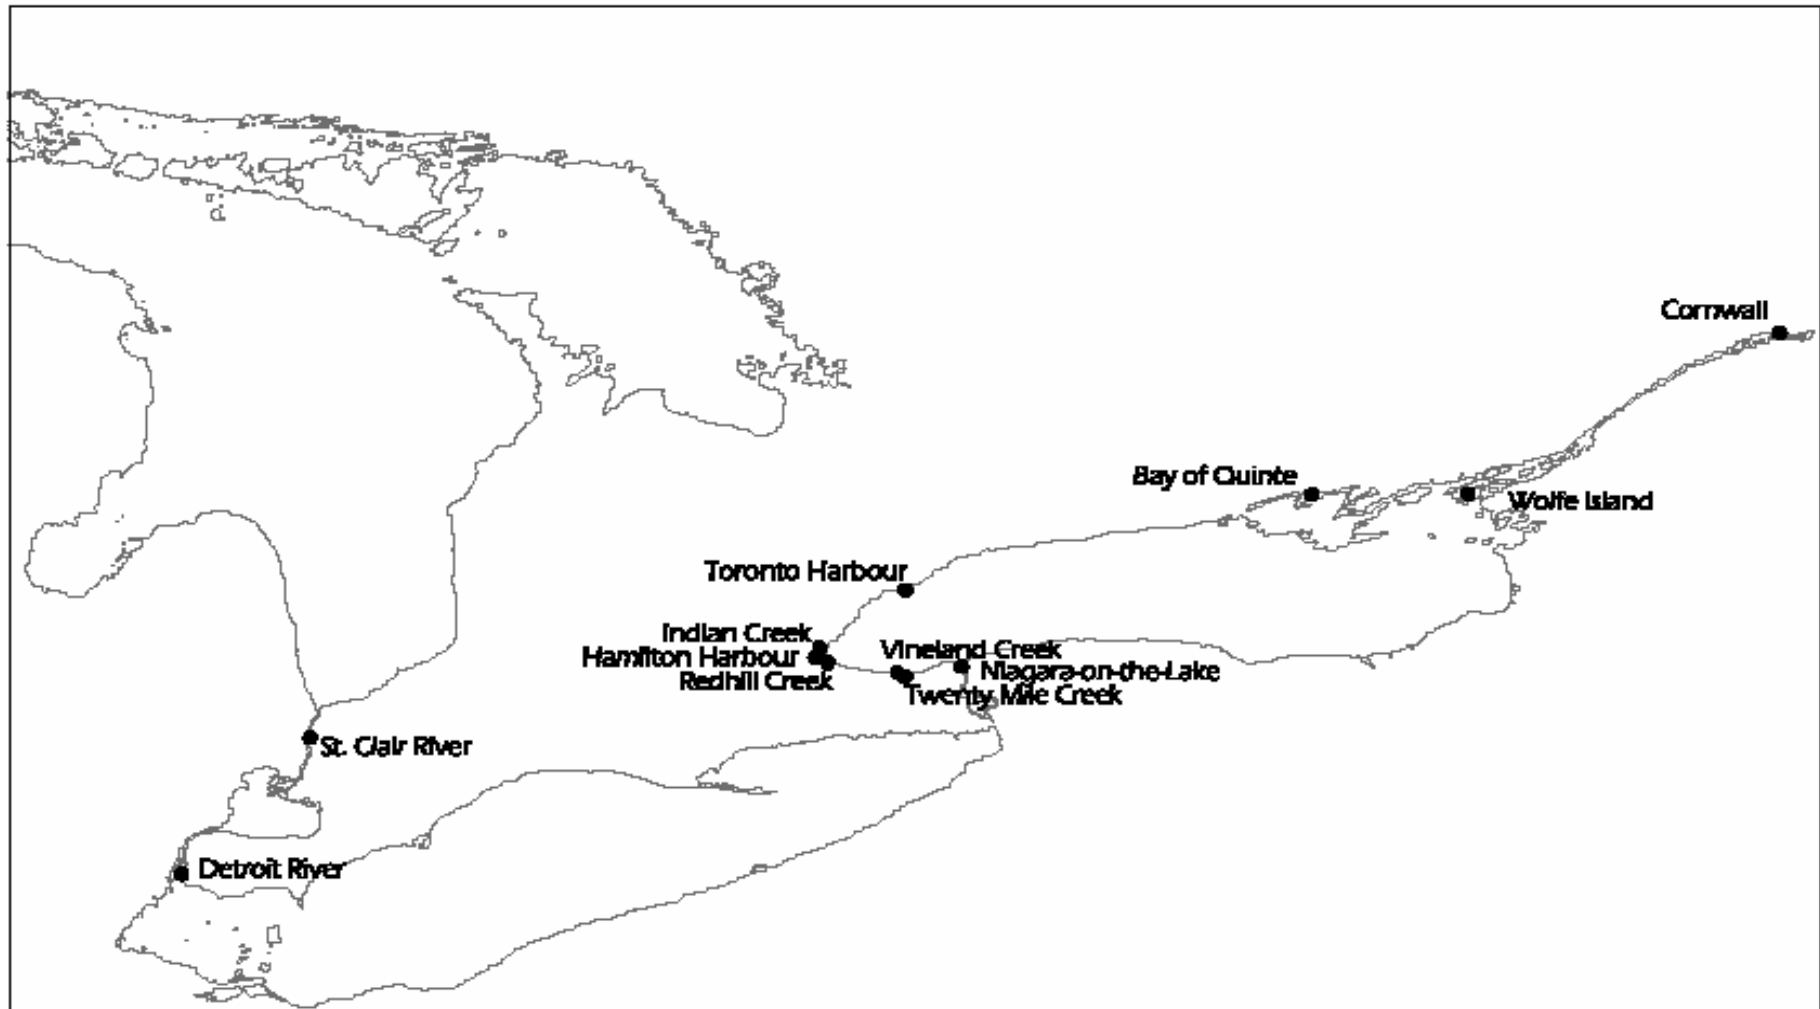 Cornwall
Bay of Quinte
Wolfe Island
Toronto Harbour
Indian Creek
Vineland Creek
Hamilton Harbour
Niagara-on-the-Lake
Redhill Creek
Twenty Mile Creek
St. Clair River
Detroit River